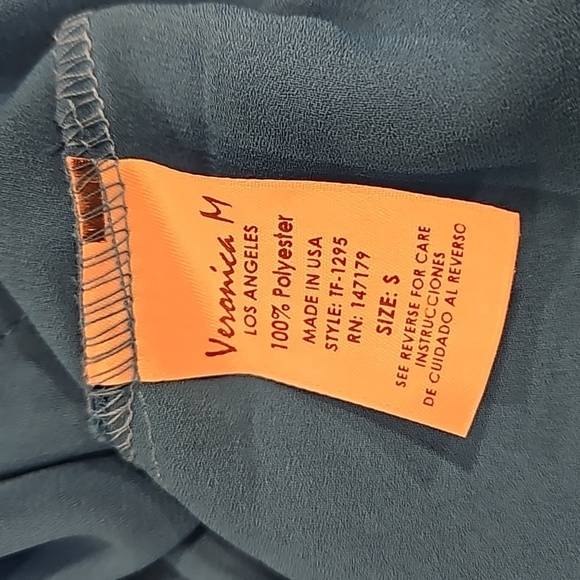 Veronica M
LOS ANGELES
100% Polyester
MADE IN USA
STYLE: TF-1295
RN: 147179
SIZE: S
SEE REVERSE FOR CARE
INSTRUCCIONES
DE CUIDADO AL REVERSO